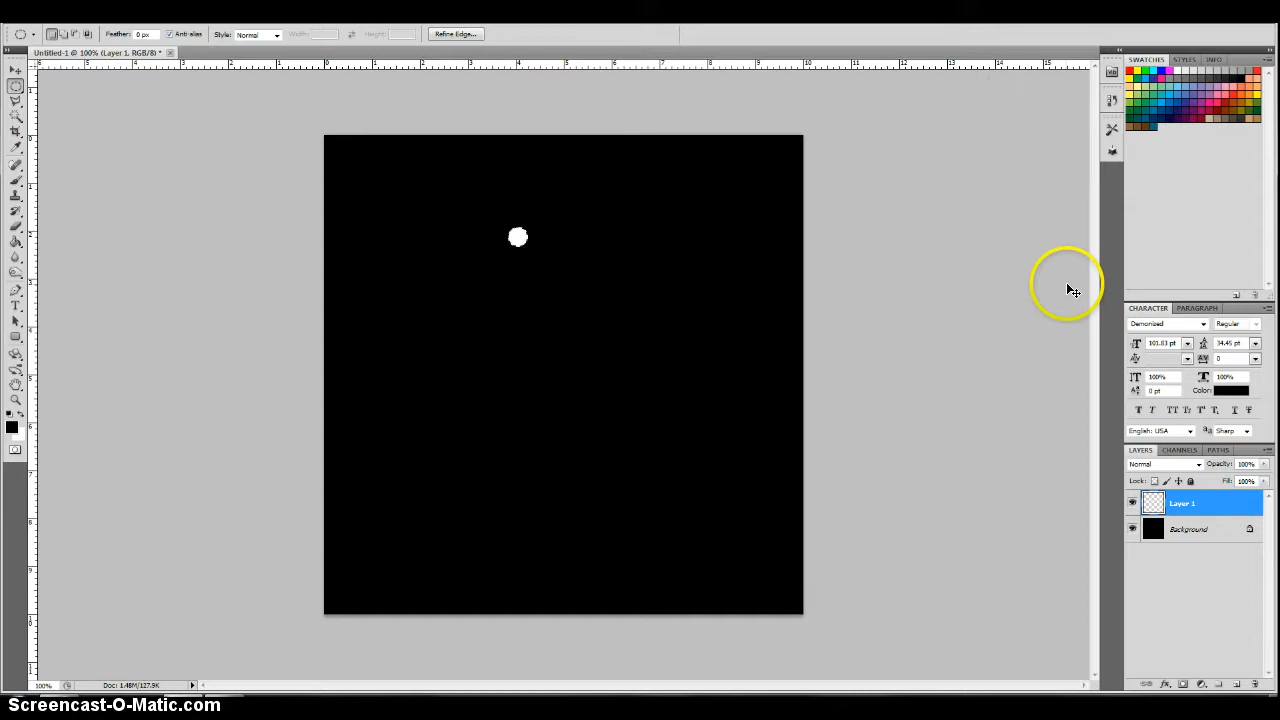 Feather: 0 px Anti-alias Style: Normal Width: Height: Refine Edge...
Untitled-1 @ 100% (Layer 1, RGB/8) *
SWATCHES STYLES INFO
CHARACTER PARAGRAPH
Demonized Regular
101.83 pt 34.45 pt
0
100% 100%
0 pt Color:
English: USA Sharp
LAYERS CHANNELS PATHS
Normal Opacity: 100%
Lock: Fill: 100%
Layer 1
Background
100% Doc: 1.48M/127.9K
Screencast-O-Matic.com